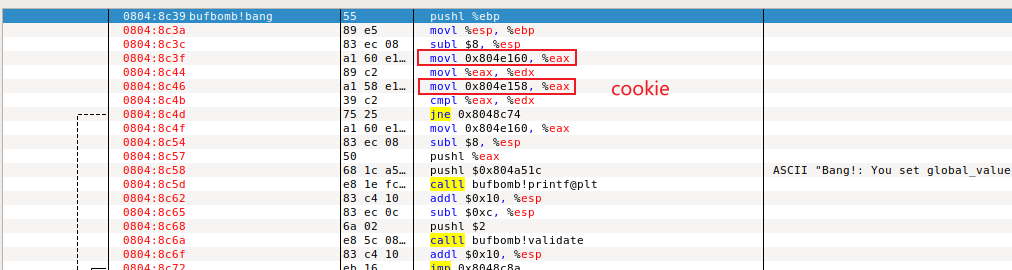 0804:8c39 bufbomb!bang 55 pushl %ebp
0804:8c3a 89 e5 movl %esp, %ebp
0804:8c3c 83 ec 08 subl $8, %esp
0804:8c3f a1 60 e1… movl 0x804e160, %eax
0804:8c44 89 c2 movl %eax, %edx
0804:8c46 a1 58 e1… movl 0x804e158, %eax cookie
0804:8c4b 39 c2 cmpl %eax, %edx
0804:8c4d 75 25 jne 0x8048c74
0804:8c4f a1 60 e1… movl 0x804e160, %eax
0804:8c54 83 ec 08 subl $8, %esp
0804:8c57 50 pushl %eax
0804:8c58 68 1c a5… pushl $0x804a51c ASCII "Bang!: You set global_value
0804:8c5d e8 1e fc… calll bufbomb!printf@plt
0804:8c62 83 c4 10 addl $0x10, %esp
0804:8c65 83 ec 0c subl $0xc, %esp
0804:8c68 6a 02 pushl $2
0804:8c6a e8 5c 08… calll bufbomb!validate
0804:8c6f 83 c4 10 addl $0x10, %esp
0804:8c72 eb 16 jmp 0x8048c8a